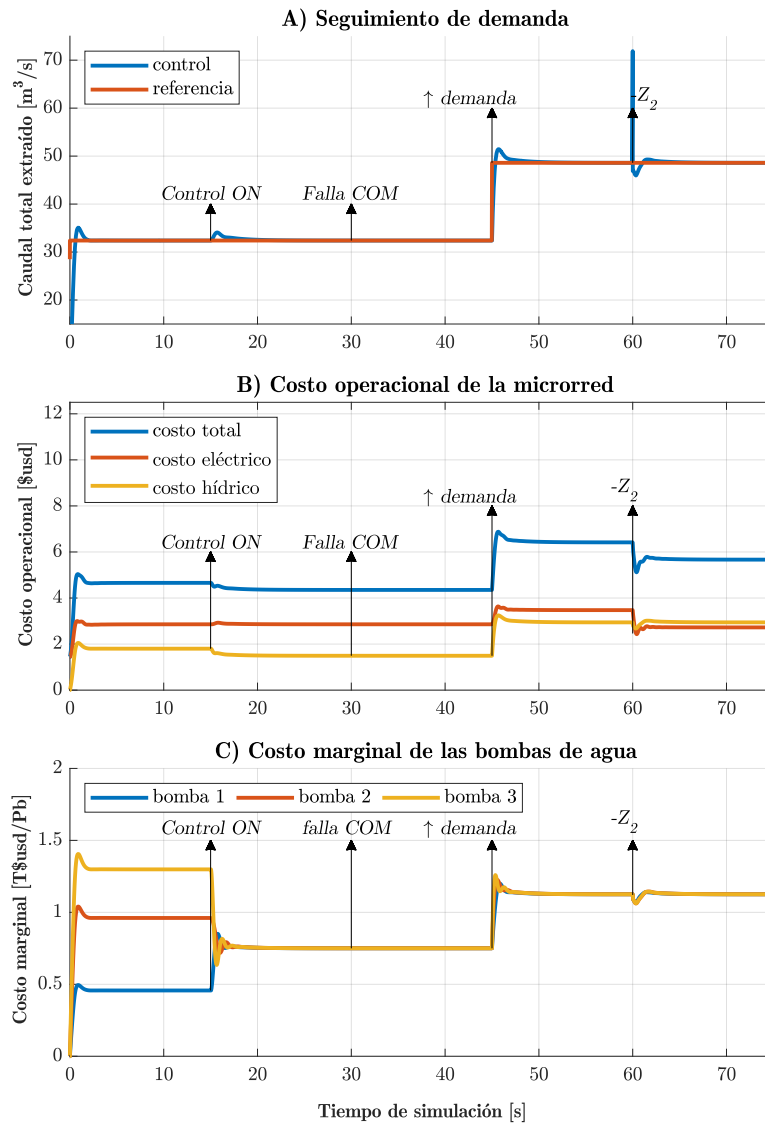 A) Seguimiento de demanda
Caudal total extraído [m³/s]
70
60
50
40
30
20
control
referencia
Control ON
Falla COM
↑ demanda
-Z₂
0 10 20 30 40 50 60 70
B) Costo operacional de la microrred
Costo operacional [$usd]
12
10
8
6
4
2
0
costo total
costo eléctrico
costo hídrico
Control ON
Falla COM
↑ demanda
-Z₂
0 10 20 30 40 50 60 70
C) Costo marginal de las bombas de agua
Costo marginal [T$usd/Pb]
2
1.5
1
0.5
0
bomba 1 bomba 2 bomba 3
Control ON
falla COM
↑ demanda
-Z₂
0 10 20 30 40 50 60 70
Tiempo de simulación [s]